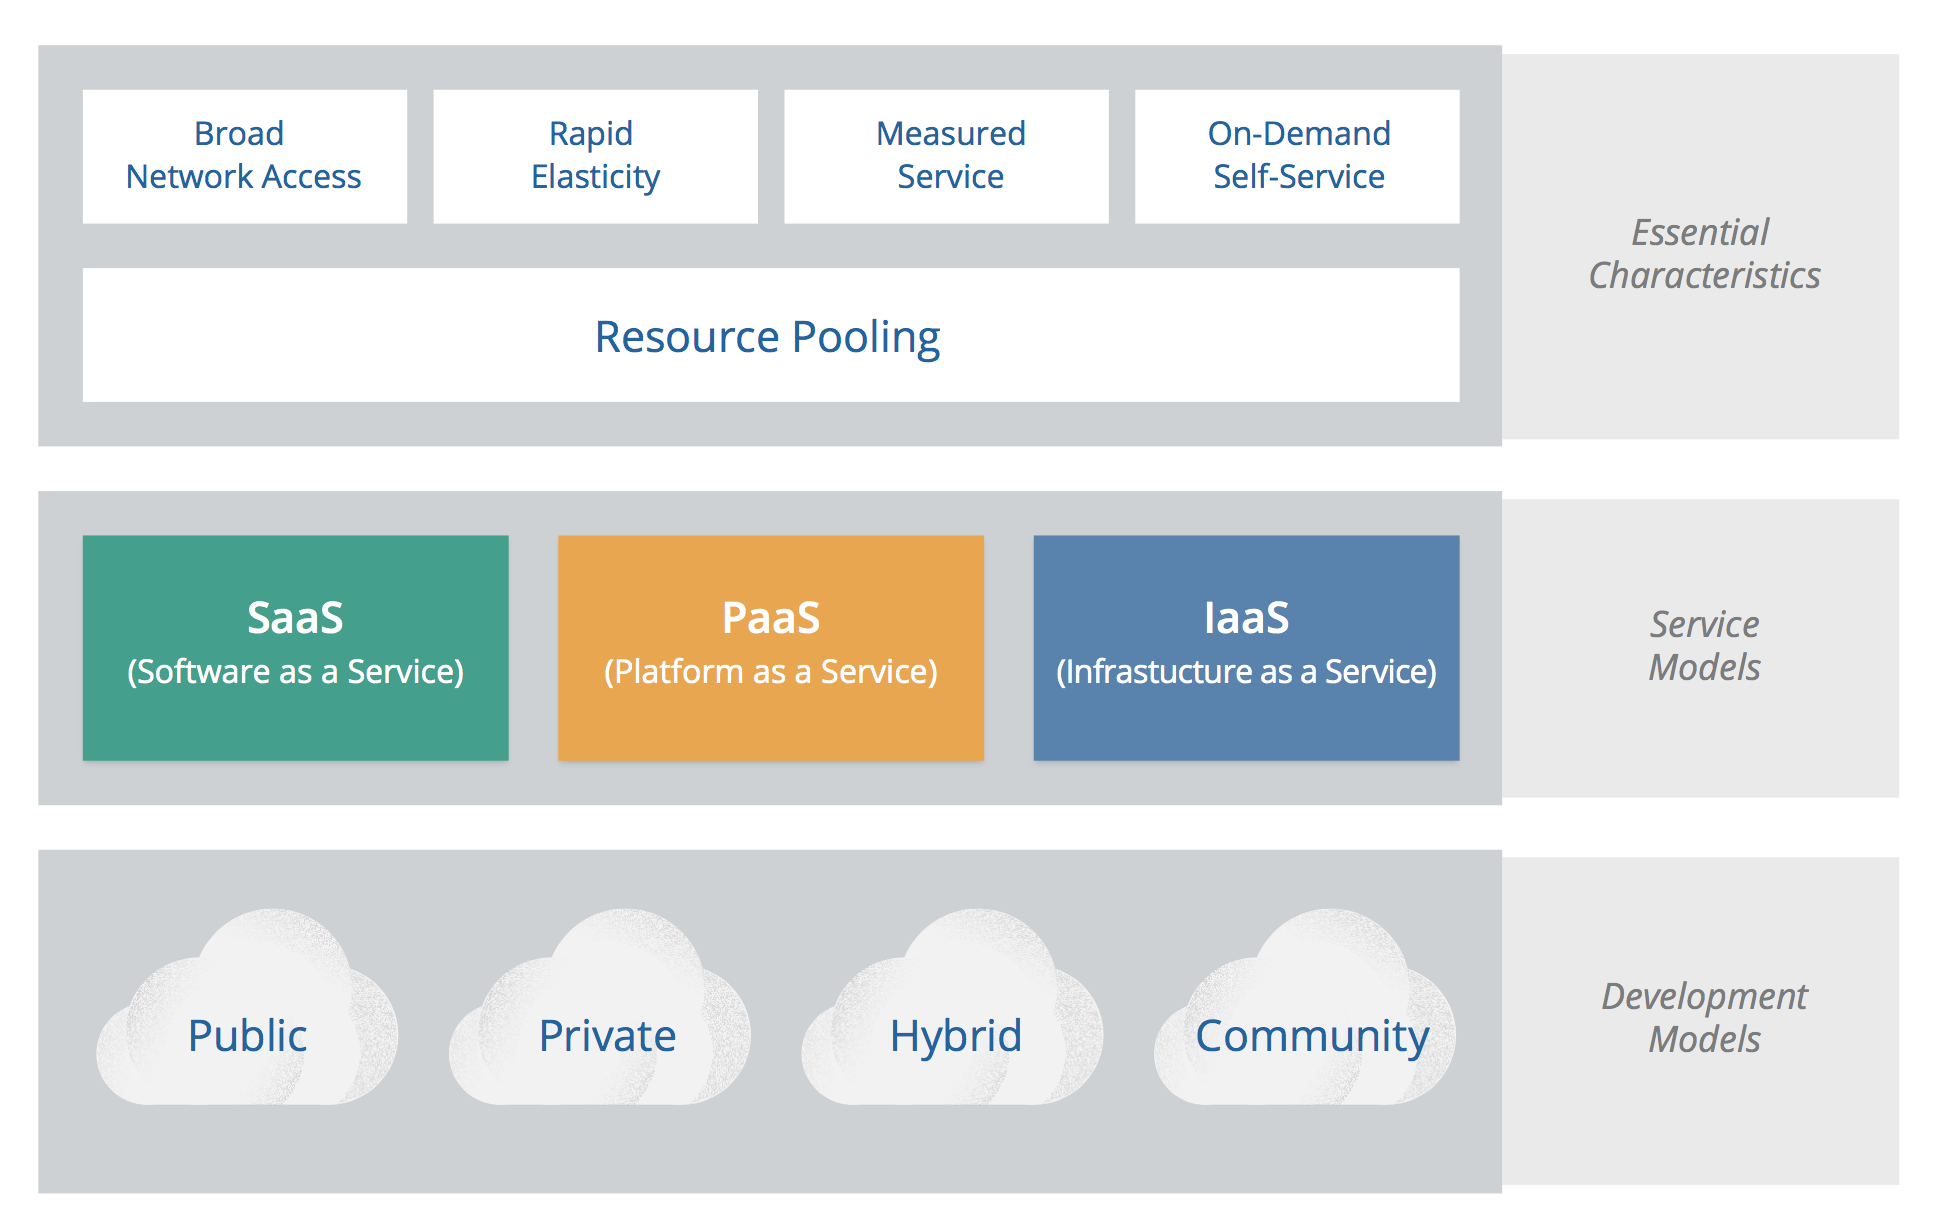 Broad
Network Access
Rapid
Elasticity
Measured
Service
On-Demand
Self-Service
Resource Pooling
Essential
Characteristics
SaaS
(Software as a Service)
PaaS
(Platform as a Service)
IaaS
(Infrastucture as a Service)
Service
Models
Public
Private
Hybrid
Community
Development
Models